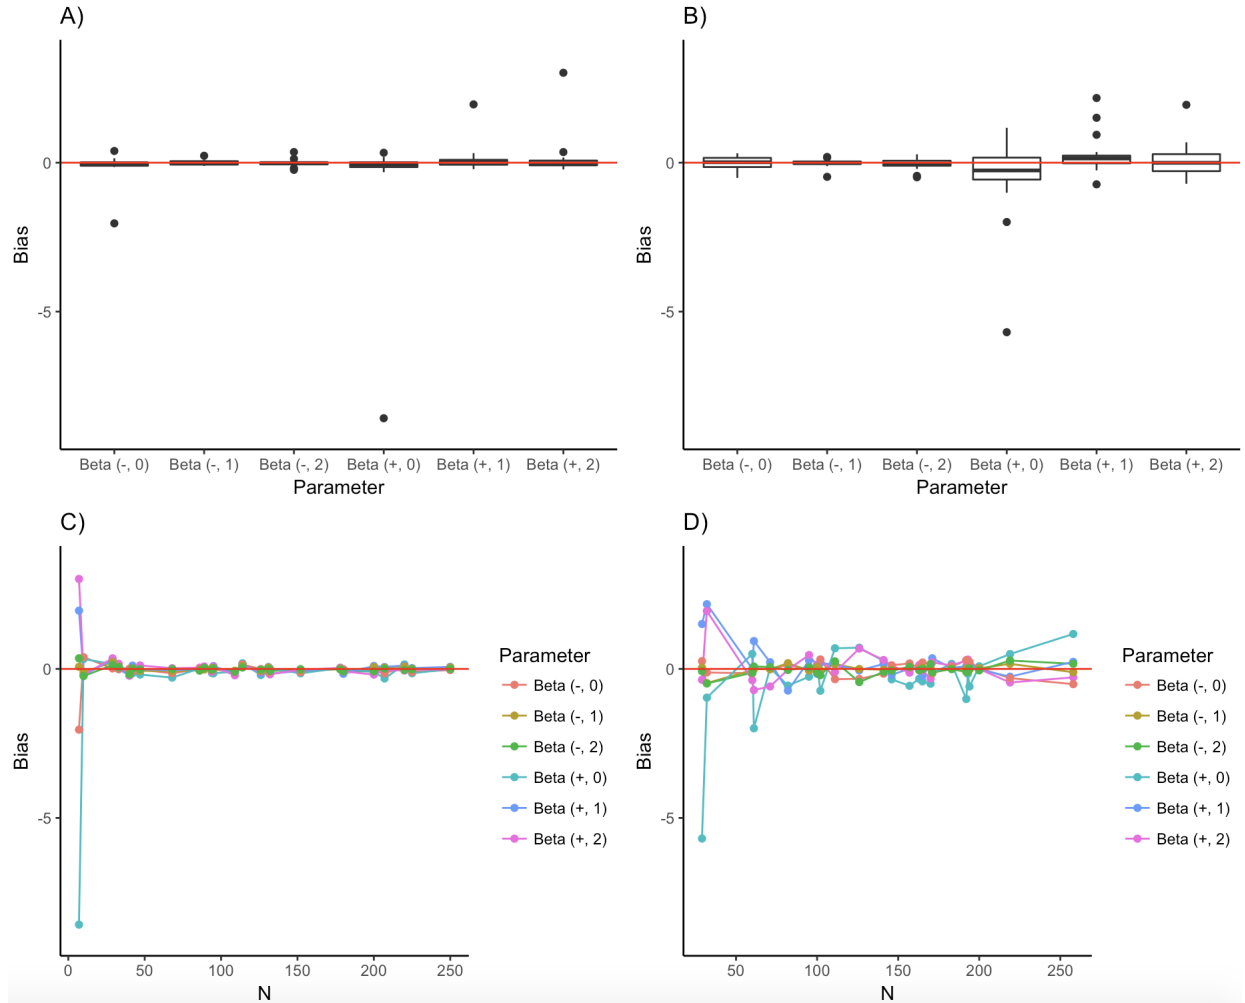 A)
Bias
0
-5
Beta (-, 0) Beta (-, 1) Beta (-, 2) Beta (+, 0) Beta (+, 1) Beta (+, 2)
Parameter
B)
Bias
0
-5
Beta (-, 0) Beta (-, 1) Beta (-, 2) Beta (+, 0) Beta (+, 1) Beta (+, 2)
Parameter
C)
Bias
0
-5
0 50 100 150 200 250
N
Parameter
Beta (-, 0)
Beta (-, 1)
Beta (-, 2)
Beta (+, 0)
Beta (+, 1)
Beta (+, 2)
D)
Bias
0
-5
50 100 150 200 250
N
Parameter
Beta (-, 0)
Beta (-, 1)
Beta (-, 2)
Beta (+, 0)
Beta (+, 1)
Beta (+, 2)